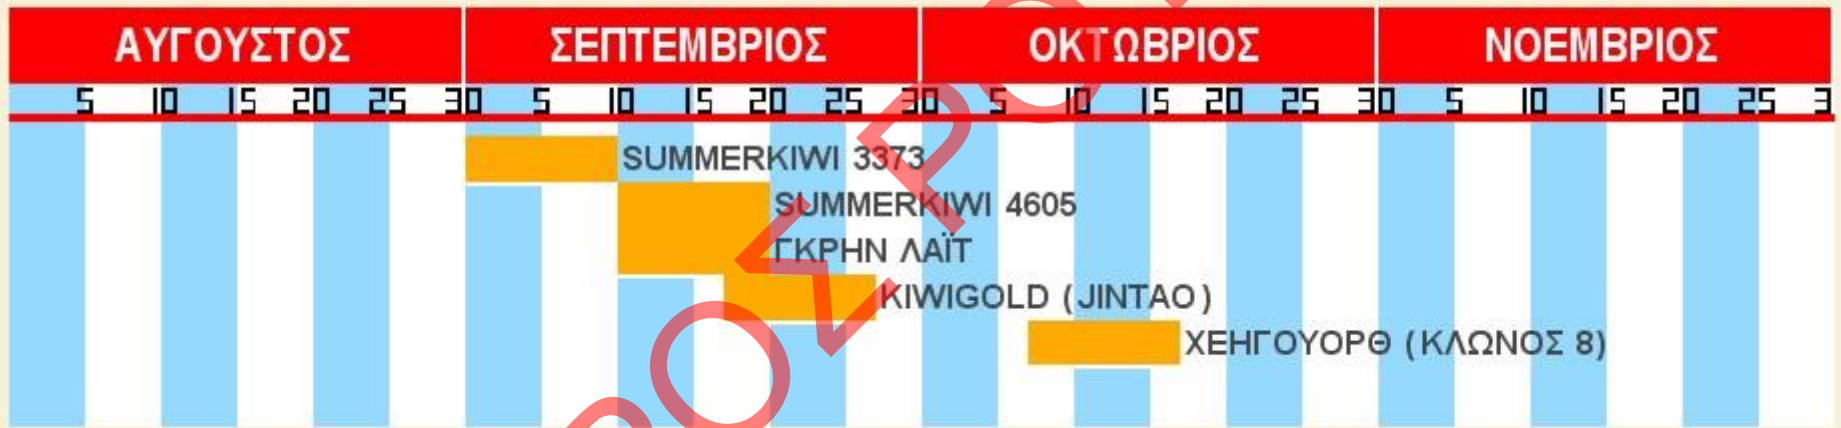 ΑΥΓΟΥΣΤΟΣ ΣΕΠΤΕΜΒΡΙΟΣ ΟΚΤΩΒΡΙΟΣ ΝΟΕΜΒΡΙΟΣ
5 10 15 20 25 30 5 10 15 20 25 30 5 10 15 20 25 30 5 10 15 20 25 3
SUMMERKIWI 3373
SUMMERKIWI 4605
ΓΚΡΗΝ ΛΑΪΤ
KIWIGOLD (JINTAO)
ΧΕΗΓΟΥΟΡΘ (ΚΛΩΝΟΣ 8)